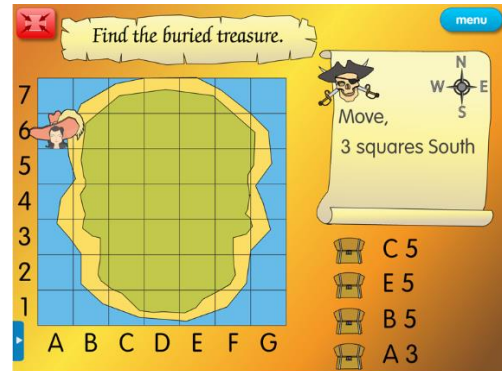 menu
Find the buried treasure.
N
W E
S
Move,
3 squares South
7
6
5
4
3
2
1
A B C D E F G
C 5
E 5
B 5
A 3